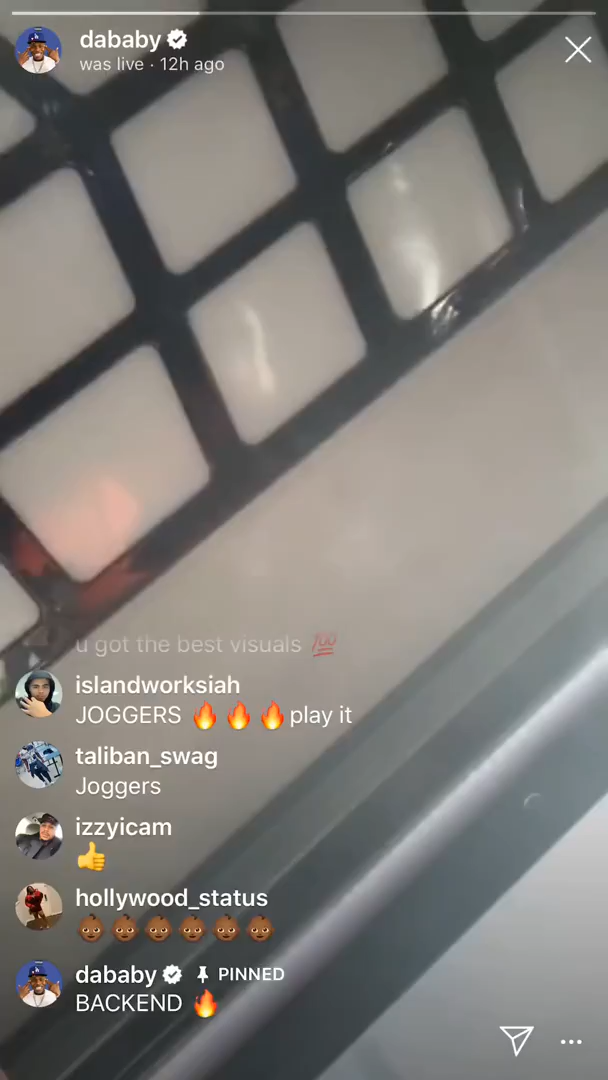 dababy
was live · 12h ago
u got the best visuals 💯
islandworksiah
JOGGERS 🔥 🔥 🔥 play it
taliban_swag
Joggers
izzyicam
👍
hollywood_status
👶🏾 👶🏾 👶🏾 👶🏾 👶🏾 👶🏾
dababy PINNED
BACKEND 🔥